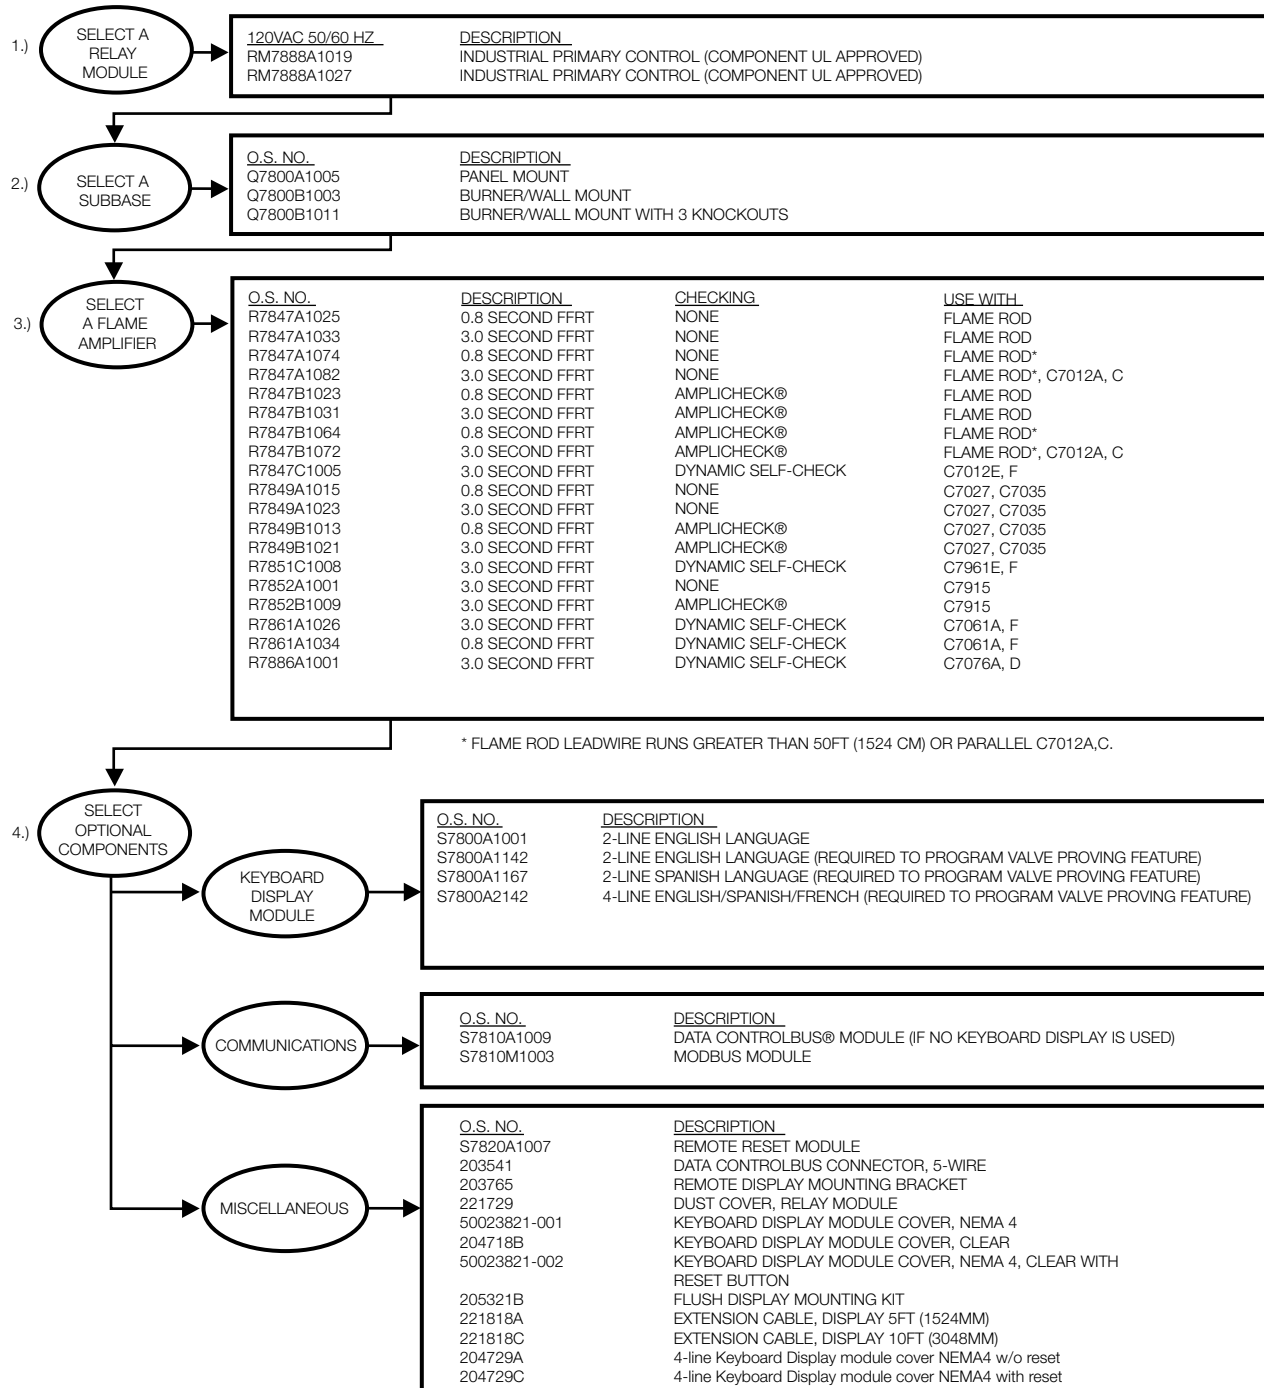 1.)
SELECT A
RELAY
MODULE
120VAC 50/60 HZ DESCRIPTION
RM7888A1019 INDUSTRIAL PRIMARY CONTROL (COMPONENT UL APPROVED)
RM7888A1027 INDUSTRIAL PRIMARY CONTROL (COMPONENT UL APPROVED)
2.)
SELECT A
SUBBASE
O.S. NO. DESCRIPTION
Q7800A1005 PANEL MOUNT
Q7800B1003 BURNER/WALL MOUNT
Q7800B1011 BURNER/WALL MOUNT WITH 3 KNOCKOUTS
3.)
SELECT
A FLAME
AMPLIFIER
O.S. NO. DESCRIPTION CHECKING USE WITH
R7847A1025 0.8 SECOND FFRT NONE FLAME ROD
R7847A1033 3.0 SECOND FFRT NONE FLAME ROD
R7847A1074 0.8 SECOND FFRT NONE FLAME ROD*
R7847A1082 3.0 SECOND FFRT NONE FLAME ROD*, C7012A, C
R7847B1023 0.8 SECOND FFRT AMPLICHECK® FLAME ROD
R7847B1031 3.0 SECOND FFRT AMPLICHECK® FLAME ROD
R7847B1064 0.8 SECOND FFRT AMPLICHECK® FLAME ROD*
R7847B1072 3.0 SECOND FFRT AMPLICHECK® FLAME ROD*, C7012A, C
R7847C1005 3.0 SECOND FFRT DYNAMIC SELF-CHECK C7012E, F
R7849A1015 0.8 SECOND FFRT NONE C7027, C7035
R7849A1023 3.0 SECOND FFRT NONE C7027, C7035
R7849B1013 0.8 SECOND FFRT AMPLICHECK® C7027, C7035
R7849B1021 3.0 SECOND FFRT AMPLICHECK® C7027, C7035
R7851C1008 3.0 SECOND FFRT DYNAMIC SELF-CHECK C7961E, F
R7852A1001 3.0 SECOND FFRT NONE C7915
R7852B1009 3.0 SECOND FFRT AMPLICHECK® C7915
R7861A1026 3.0 SECOND FFRT DYNAMIC SELF-CHECK C7061A, F
R7861A1034 0.8 SECOND FFRT DYNAMIC SELF-CHECK C7061A, F
R7886A1001 3.0 SECOND FFRT DYNAMIC SELF-CHECK C7076A, D
* FLAME ROD LEADWIRE RUNS GREATER THAN 50FT (1524 CM) OR PARALLEL C7012A,C.
4.)
SELECT
OPTIONAL
COMPONENTS
KEYBOARD
DISPLAY
MODULE
O.S. NO. DESCRIPTION
S7800A1001 2-LINE ENGLISH LANGUAGE
S7800A1142 2-LINE ENGLISH LANGUAGE (REQUIRED TO PROGRAM VALVE PROVING FEATURE)
S7800A1167 2-LINE SPANISH LANGUAGE (REQUIRED TO PROGRAM VALVE PROVING FEATURE)
S7800A2142 4-LINE ENGLISH/SPANISH/FRENCH (REQUIRED TO PROGRAM VALVE PROVING FEATURE)
COMMUNICATIONS
O.S. NO. DESCRIPTION
S7810A1009 DATA CONTROLBUS® MODULE (IF NO KEYBOARD DISPLAY IS USED)
S7810M1003 MODBUS MODULE
MISCELLANEOUS
O.S. NO. DESCRIPTION
S7820A1007 REMOTE RESET MODULE
203541 DATA CONTROLBUS CONNECTOR, 5-WIRE
203765 REMOTE DISPLAY MOUNTING BRACKET
221729 DUST COVER, RELAY MODULE
50023821-001 KEYBOARD DISPLAY MODULE COVER, NEMA 4
204718B KEYBOARD DISPLAY MODULE COVER, CLEAR
50023821-002 KEYBOARD DISPLAY MODULE COVER, NEMA 4, CLEAR WITH
RESET BUTTON
205321B FLUSH DISPLAY MOUNTING KIT
221818A EXTENSION CABLE, DISPLAY 5FT (1524MM)
221818C EXTENSION CABLE, DISPLAY 10FT (3048MM)
204729A 4-line Keyboard Display module cover NEMA4 w/o reset
204729C 4-line Keyboard Display module cover NEMA4 with reset